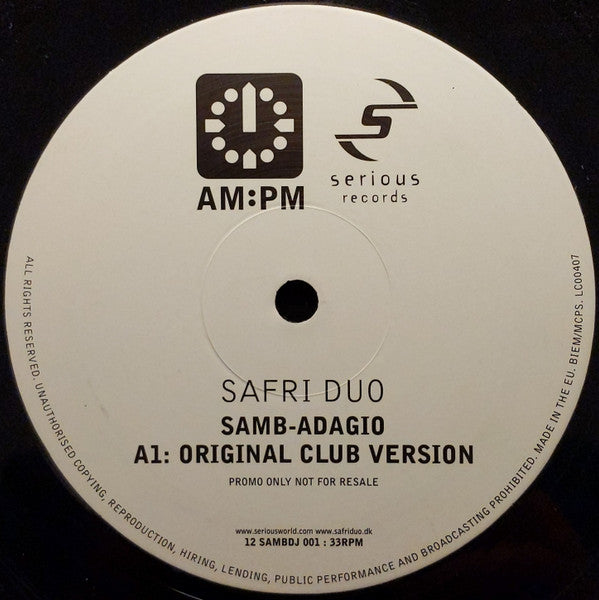 AM:PM
S
serious
records
SAFRI DUO
SAMB-ADAGIO
A1: ORIGINAL CLUB VERSION
PROMO ONLY NOT FOR RESALE
www.seriousworld.com www.safriduo.dk
12 SAMBDJ 001 : 33RPM
ALL RIGHTS RESERVED. UNAUTHORISED COPYING, REPRODUCTION, HIRING, LENDING, PUBLIC PERFORMANCE AND BROADCASTING PROHIBITED. MADE IN THE EU. BIEM/MCPS. LC00407